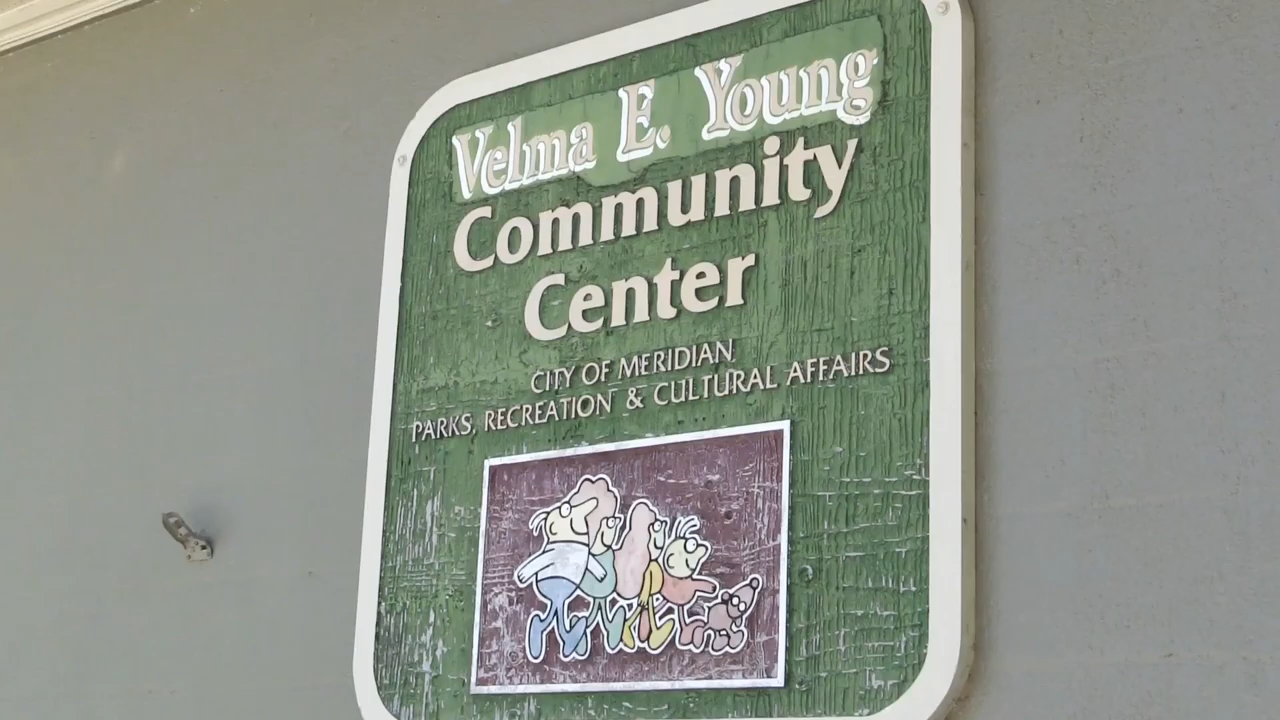 Velma E. Young
Community
Center
CITY OF MERIDIAN
PARKS, RECREATION & CULTURAL AFFAIRS